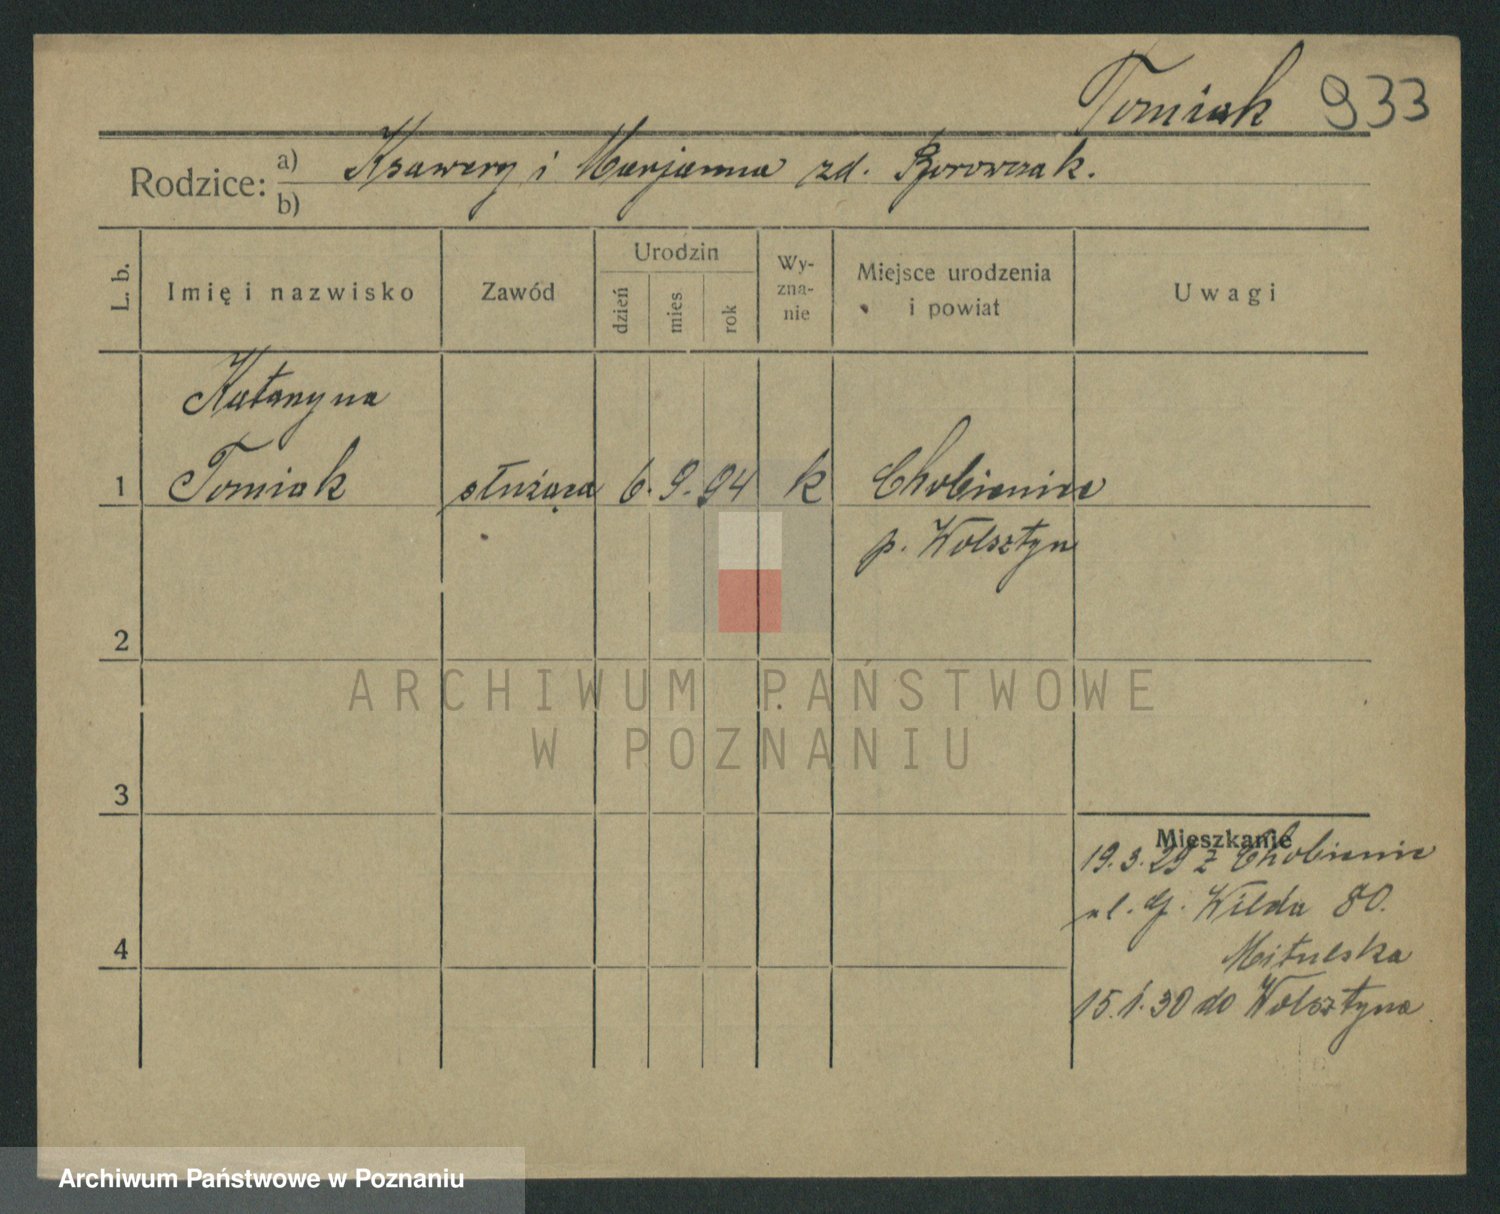 Tomiak 933
Rodzice: a) Ksawery i Marjanna zd. Borowczak.
b)
L. b.
Imię i nazwisko
Zawód
Urodzin
dzień
mies
rok
Wy-
zna-
nie
Miejsce urodzenia
i powiat
Uwagi
Katarzyna
1 Tomiak służąca 6. 9. 94 k Chobienice
p. Wolsztyn
2
3
Mieszkanie
19.3.29 z Chobienic
ul. G. Wilda 80.
4
Mitulska
15.1.30 do Wolsztyna
ARCHIWUM PAŃSTWOWE
W POZNANIU
Archiwum Państwowe w Poznaniu